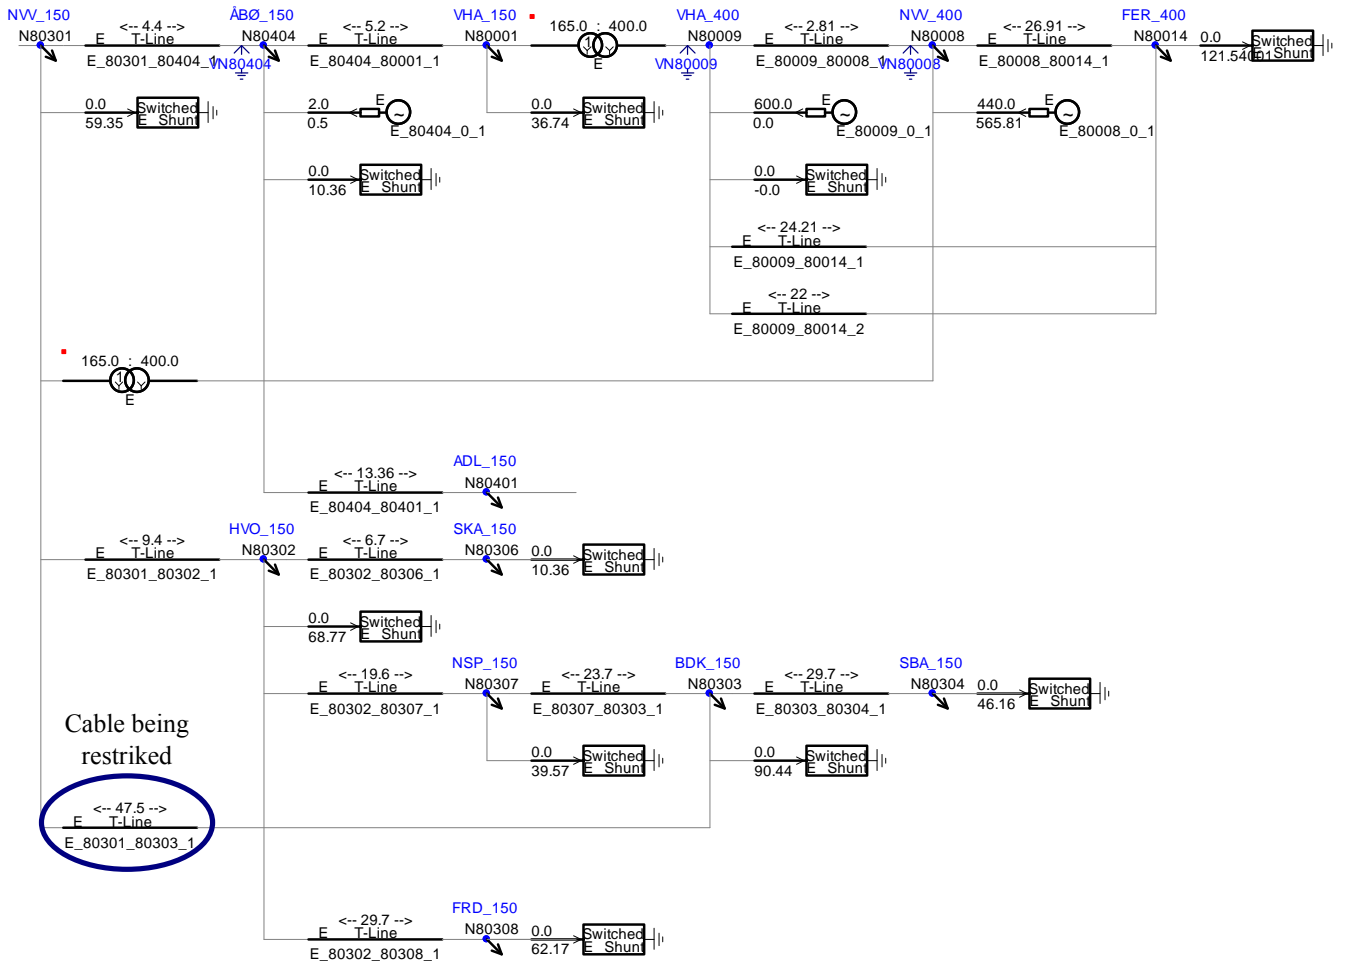 NVV_150 ÅBØ_150 VHA_150 VHA_400 NVV_400 FER_400
N80301 <-- 4.4 --> N80404 <-- 5.2 --> N80001 165.0 : 400.0 N80009 <-- 2.81 --> N80008 <-- 26.91 --> N80014 0.0 Switched
E T-Line E T-Line E E T-Line E T-Line 121.54001 E Shunt
E_80301_80404_1 VN80404 E_80404_80001_1 VN80009 E_80009_80008_1 VN80008 E_80008_80014_1
0.0 Switched 2.0 E 0.0 Switched 600.0 E 440.0 E
59.35 E Shunt 0.5 ~ 36.74 E Shunt 0.0 ~ 565.81 ~
E_80404_0_1 E_80009_0_1 E_80008_0_1
0.0 Switched 0.0 Switched
10.36 E Shunt -0.0 E Shunt
<-- 24.21 -->
E T-Line
E_80009_80014_1
<-- 22 -->
E T-Line
E_80009_80014_2
165.0 : 400.0
E
ADL_150
<-- 13.36 --> N80401
E T-Line
E_80404_80401_1
HVO_150 SKA_150
<-- 9.4 --> N80302 <-- 6.7 --> N80306 0.0 Switched
E T-Line E T-Line 10.36 E Shunt
E_80301_80302_1 E_80302_80306_1
0.0 Switched
68.77 E Shunt
NSP_150 BDK_150 SBA_150
<-- 19.6 --> N80307 <-- 23.7 --> N80303 <-- 29.7 --> N80304 0.0 Switched
E T-Line E T-Line E T-Line 46.16 E Shunt
E_80302_80307_1 E_80307_80303_1 E_80303_80304_1
Cable being
restriked
0.0 Switched 0.0 Switched
39.57 E Shunt 90.44 E Shunt
<-- 47.5 -->
E T-Line
E_80301_80303_1
FRD_150
<-- 29.7 --> N80308 0.0 Switched
E T-Line 62.17 E Shunt
E_80302_80308_1